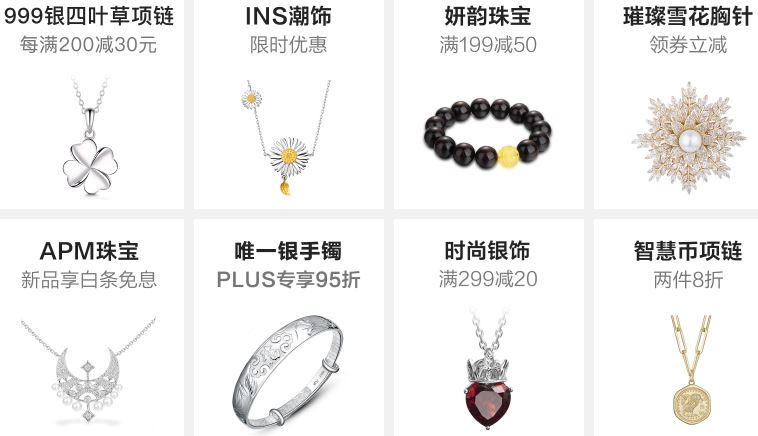 999银四叶草项链
每满200减30元
INS潮饰
限时优惠
妍韵珠宝
满199减50
璀璨雪花胸针
领券立减
APM珠宝
新品享白条免息
唯一银手镯
PLUS专享95折
时尚银饰
满299减20
智慧币项链
两件8折